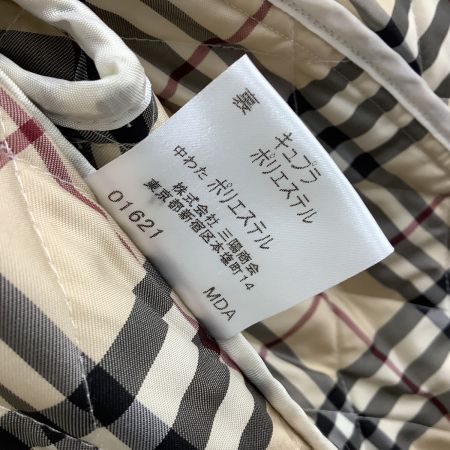 裏 キュプラ
ポリエステル
中わた ポリエステル
株式会社 三陽商会
東京都新宿区本塩町14
01621 MDA